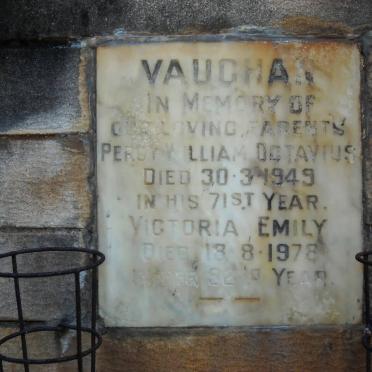 VAUGHAN
IN MEMORY OF
OUR LOVING PARENTS
PERCY WILLIAM OCTAVIUS
DIED 30·3·1949
IN HIS 71ST YEAR.
VICTORIA EMILY
DIED 13·8·1978
YEAR.